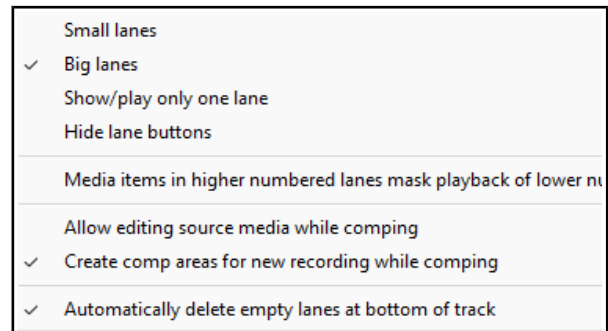 Small lanes
Big lanes
Show/play only one lane
Hide lane buttons
Media items in higher numbered lanes mask playback of lower
Allow editing source media while comping
Create comp areas for new recording while comping
Automatically delete empty lanes at bottom of track